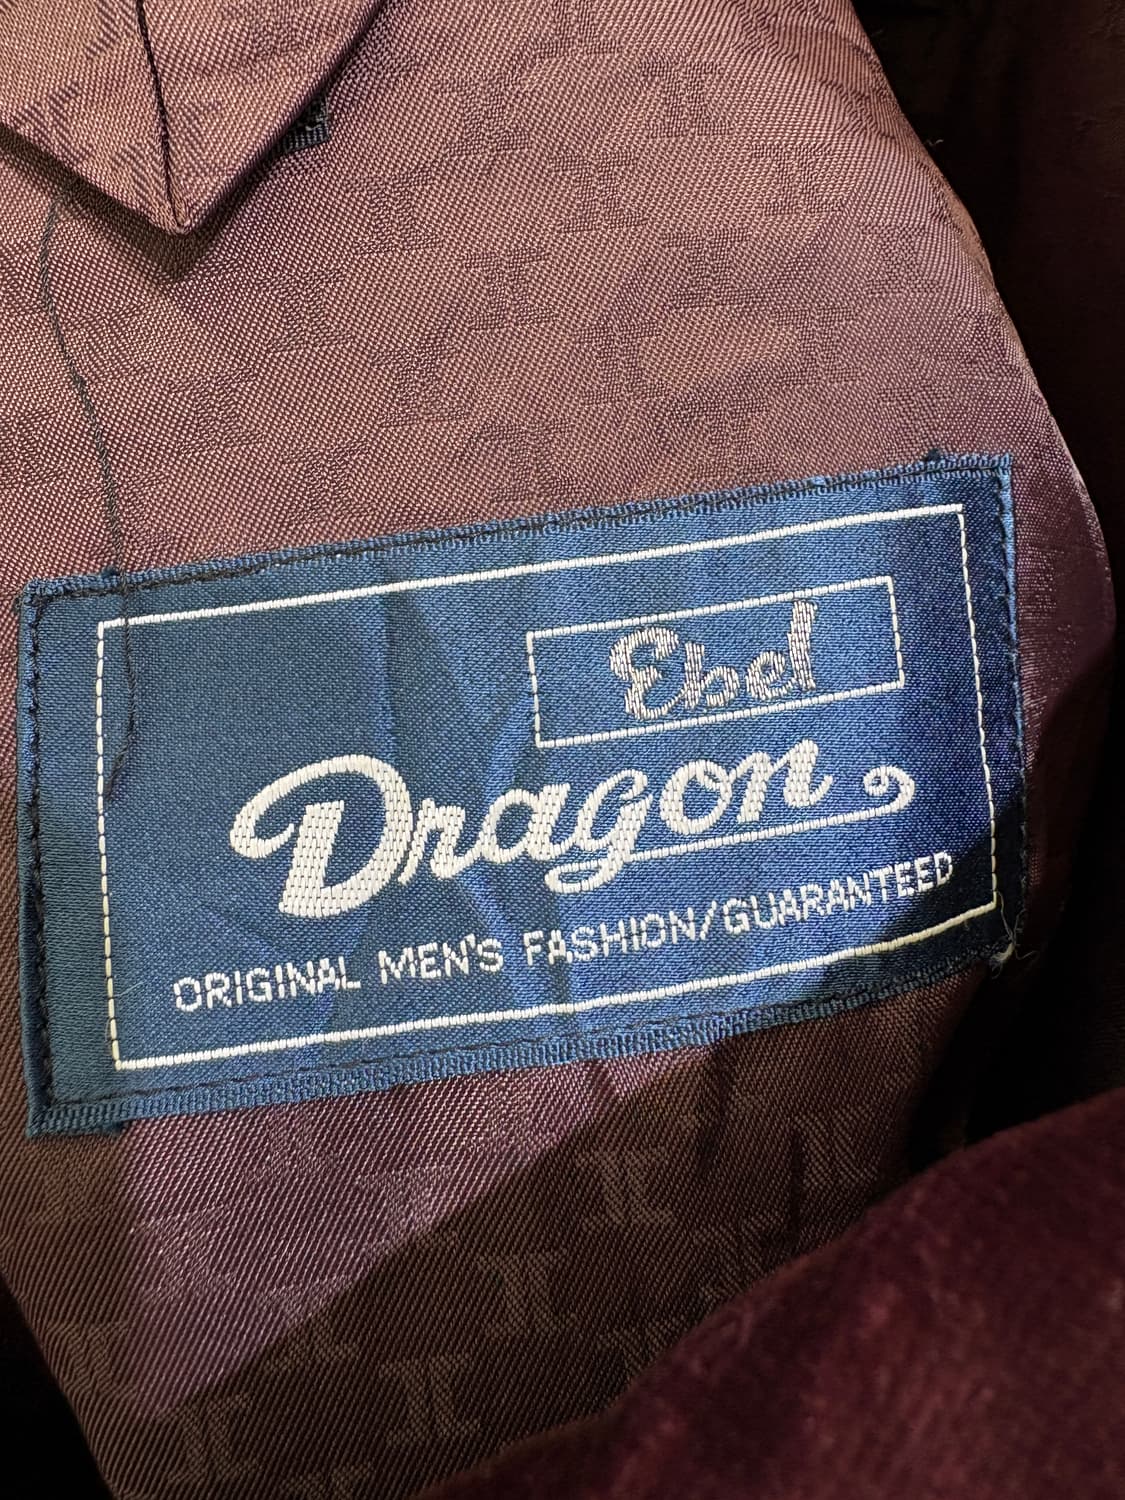 Ebel
Dragon
ORIGINAL MEN'S FASHION/GUARANTEED